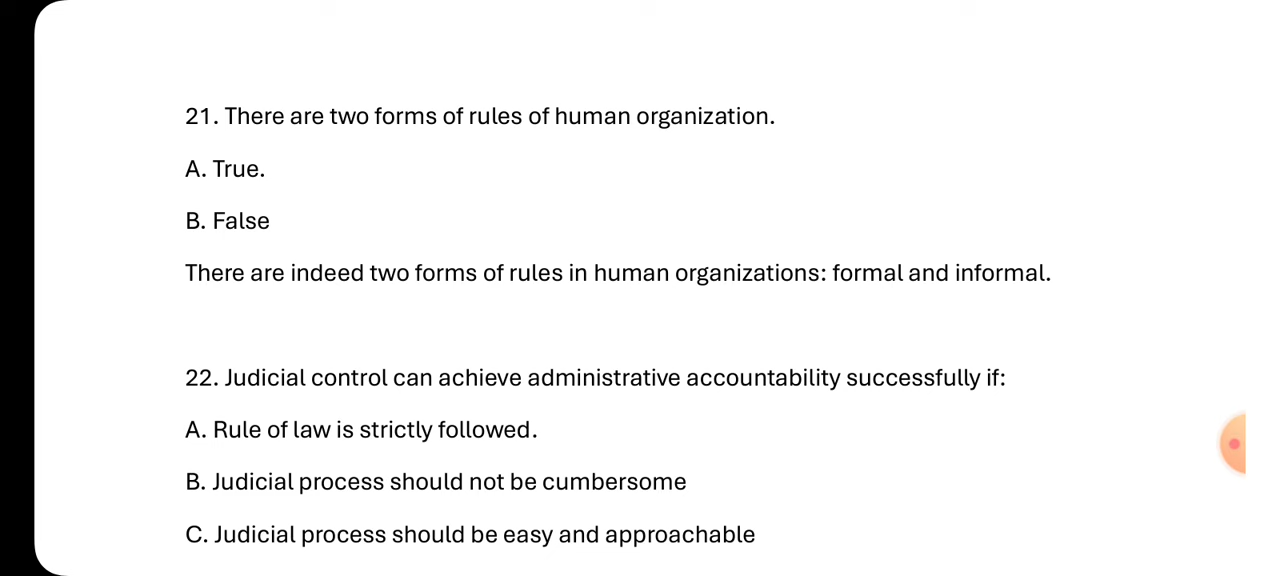 21. There are two forms of rules of human organization.
A. True.
B. False
There are indeed two forms of rules in human organizations: formal and informal.
22. Judicial control can achieve administrative accountability successfully if:
A. Rule of law is strictly followed.
B. Judicial process should not be cumbersome
C. Judicial process should be easy and approachable